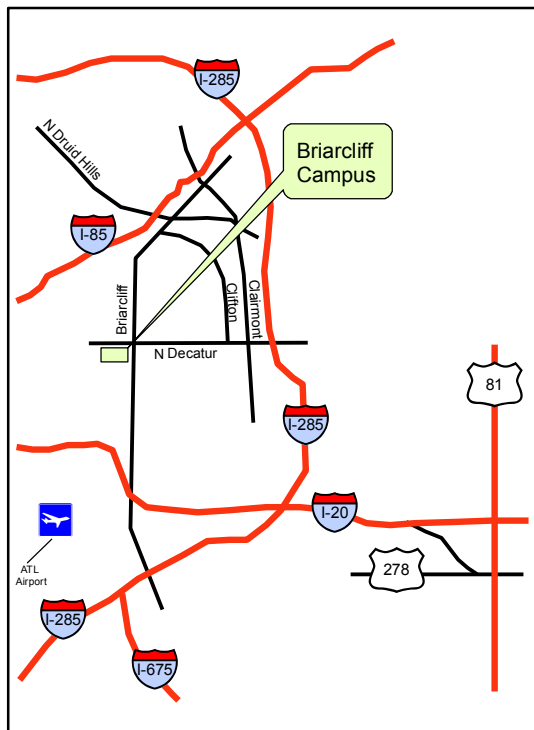 I-285
N Druid Hills
Briarcliff
Campus
I-85
Briarcliff
Clifton
Clairmont
N Decatur
81
I-285
I-20
ATL
Airport
278
I-285
I-675